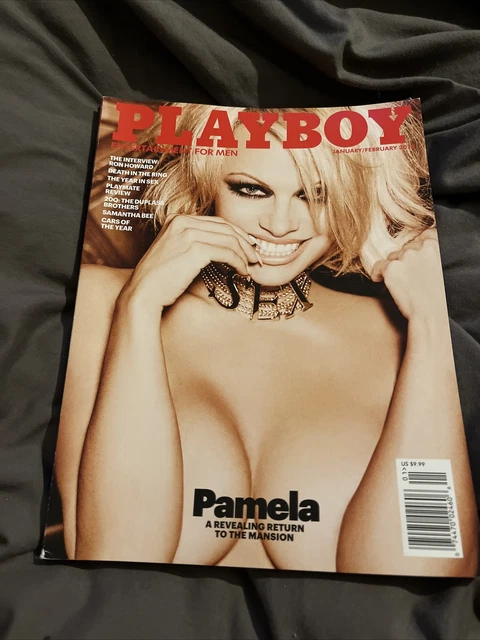 PLAYBOY
FOR MEN
JANUARY/FEBRUARY
THE INTERVIEW:
RON HOWARD
DEATH IN THE RING
THE YEAR IN SEX
PLAYMATE
REVIEW
20Q: THE DUPLASS
BROTHERS
SAMANTHA BEE
CARS OF
THE YEAR
SEX
Pamela
A REVEALING RETURN
TO THE MANSION
US $9.99
01>